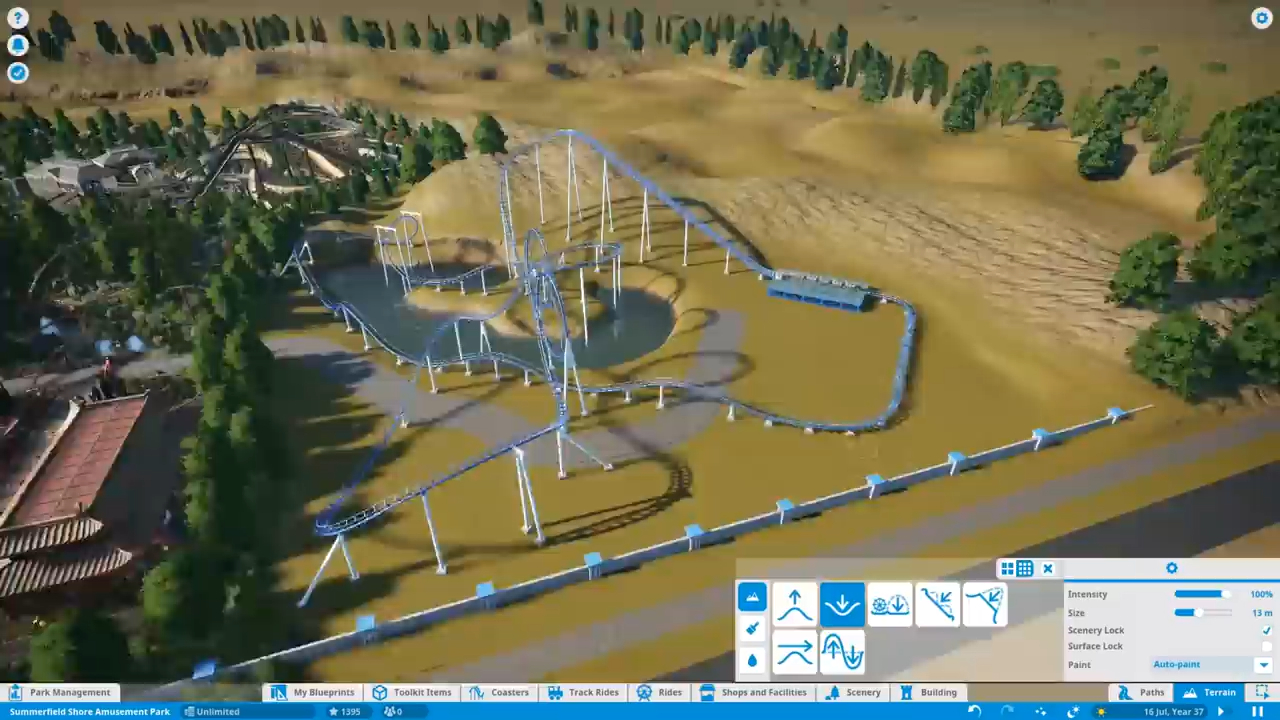 ?
Intensity 100%
Size 13 m
Scenery Lock
Surface Lock
Paint Auto-paint
Park Management My Blueprints Toolkit Items Coasters Track Rides Rides Shops and Facilities Scenery Building Paths Terrain
Summerfield Shore Amusement Park Unlimited 1395 0 16 Jul, Year 37